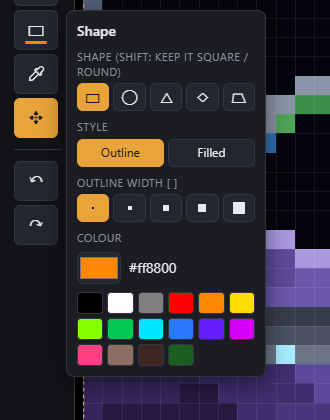 Shape
SHAPE (SHIFT: KEEP IT SQUARE /
ROUND)
STYLE
Outline
Filled
OUTLINE WIDTH [ ]
COLOUR
#ff8800